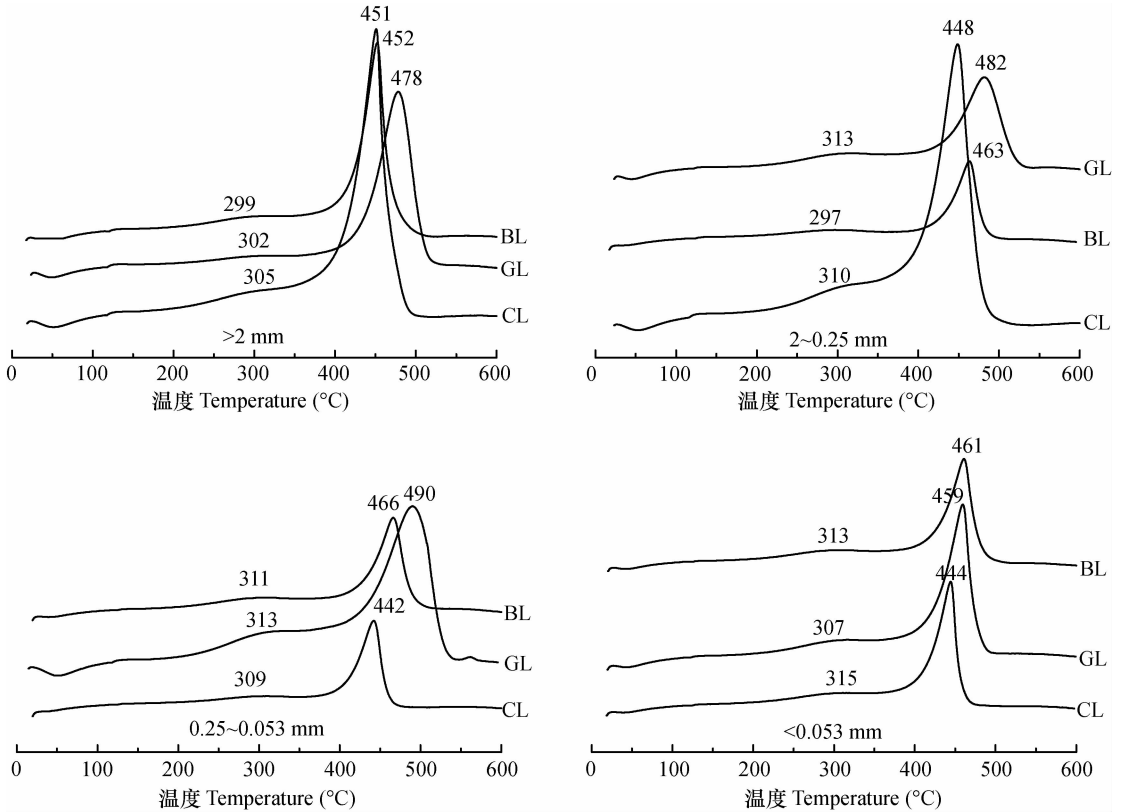 451
452
478
299
302
305
BL
GL
CL
>2 mm
0 100 200 300 400 500 600
温度 Temperature (°C)
448
482
313
463
297
310
GL
BL
CL
2~0.25 mm
0 100 200 300 400 500 600
温度 Temperature (°C)
466 490
311
313
442
309
BL
GL
CL
0.25~0.053 mm
0 100 200 300 400 500 600
温度 Temperature (°C)
461
459
313
444
307
315
BL
GL
CL
<0.053 mm
0 100 200 300 400 500 600
温度 Temperature (°C)